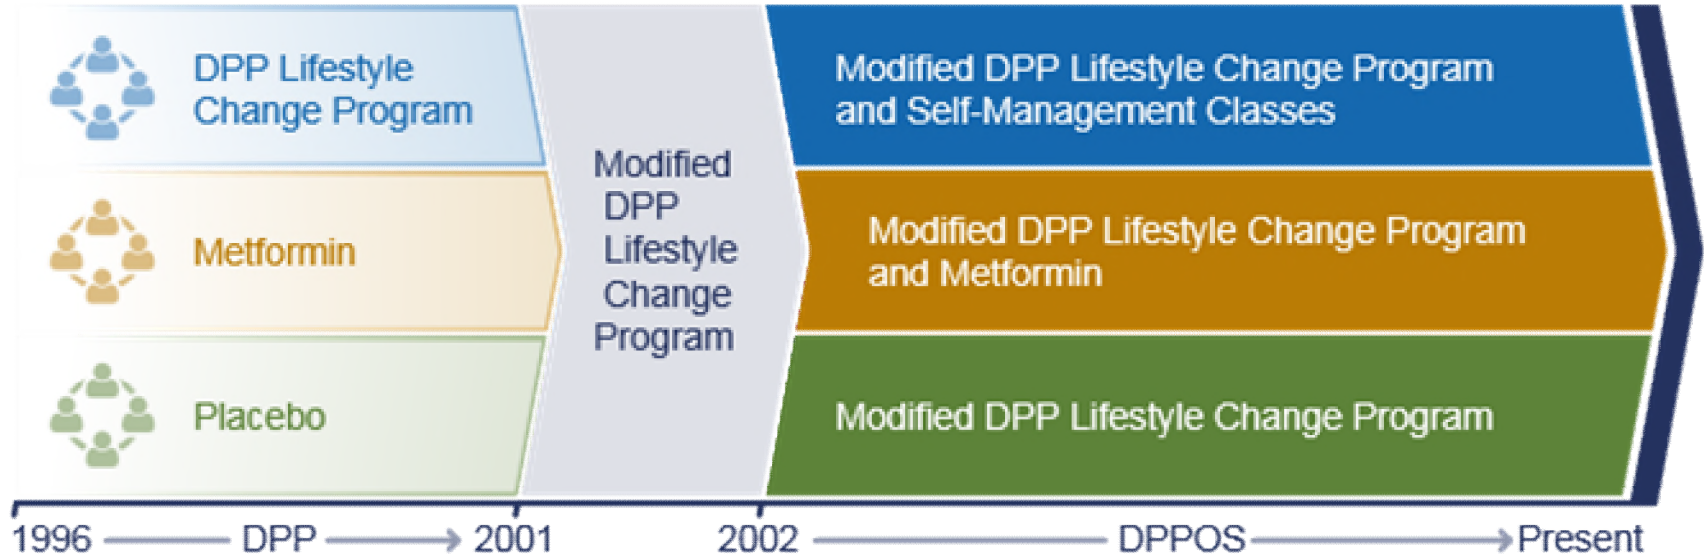 DPP Lifestyle
Change Program
Metformin
Placebo
Modified
DPP
Lifestyle
Change
Program
Modified DPP Lifestyle Change Program
and Self-Management Classes
Modified DPP Lifestyle Change Program
and Metformin
Modified DPP Lifestyle Change Program
1996 DPP 2001 2002 DPPOS Present